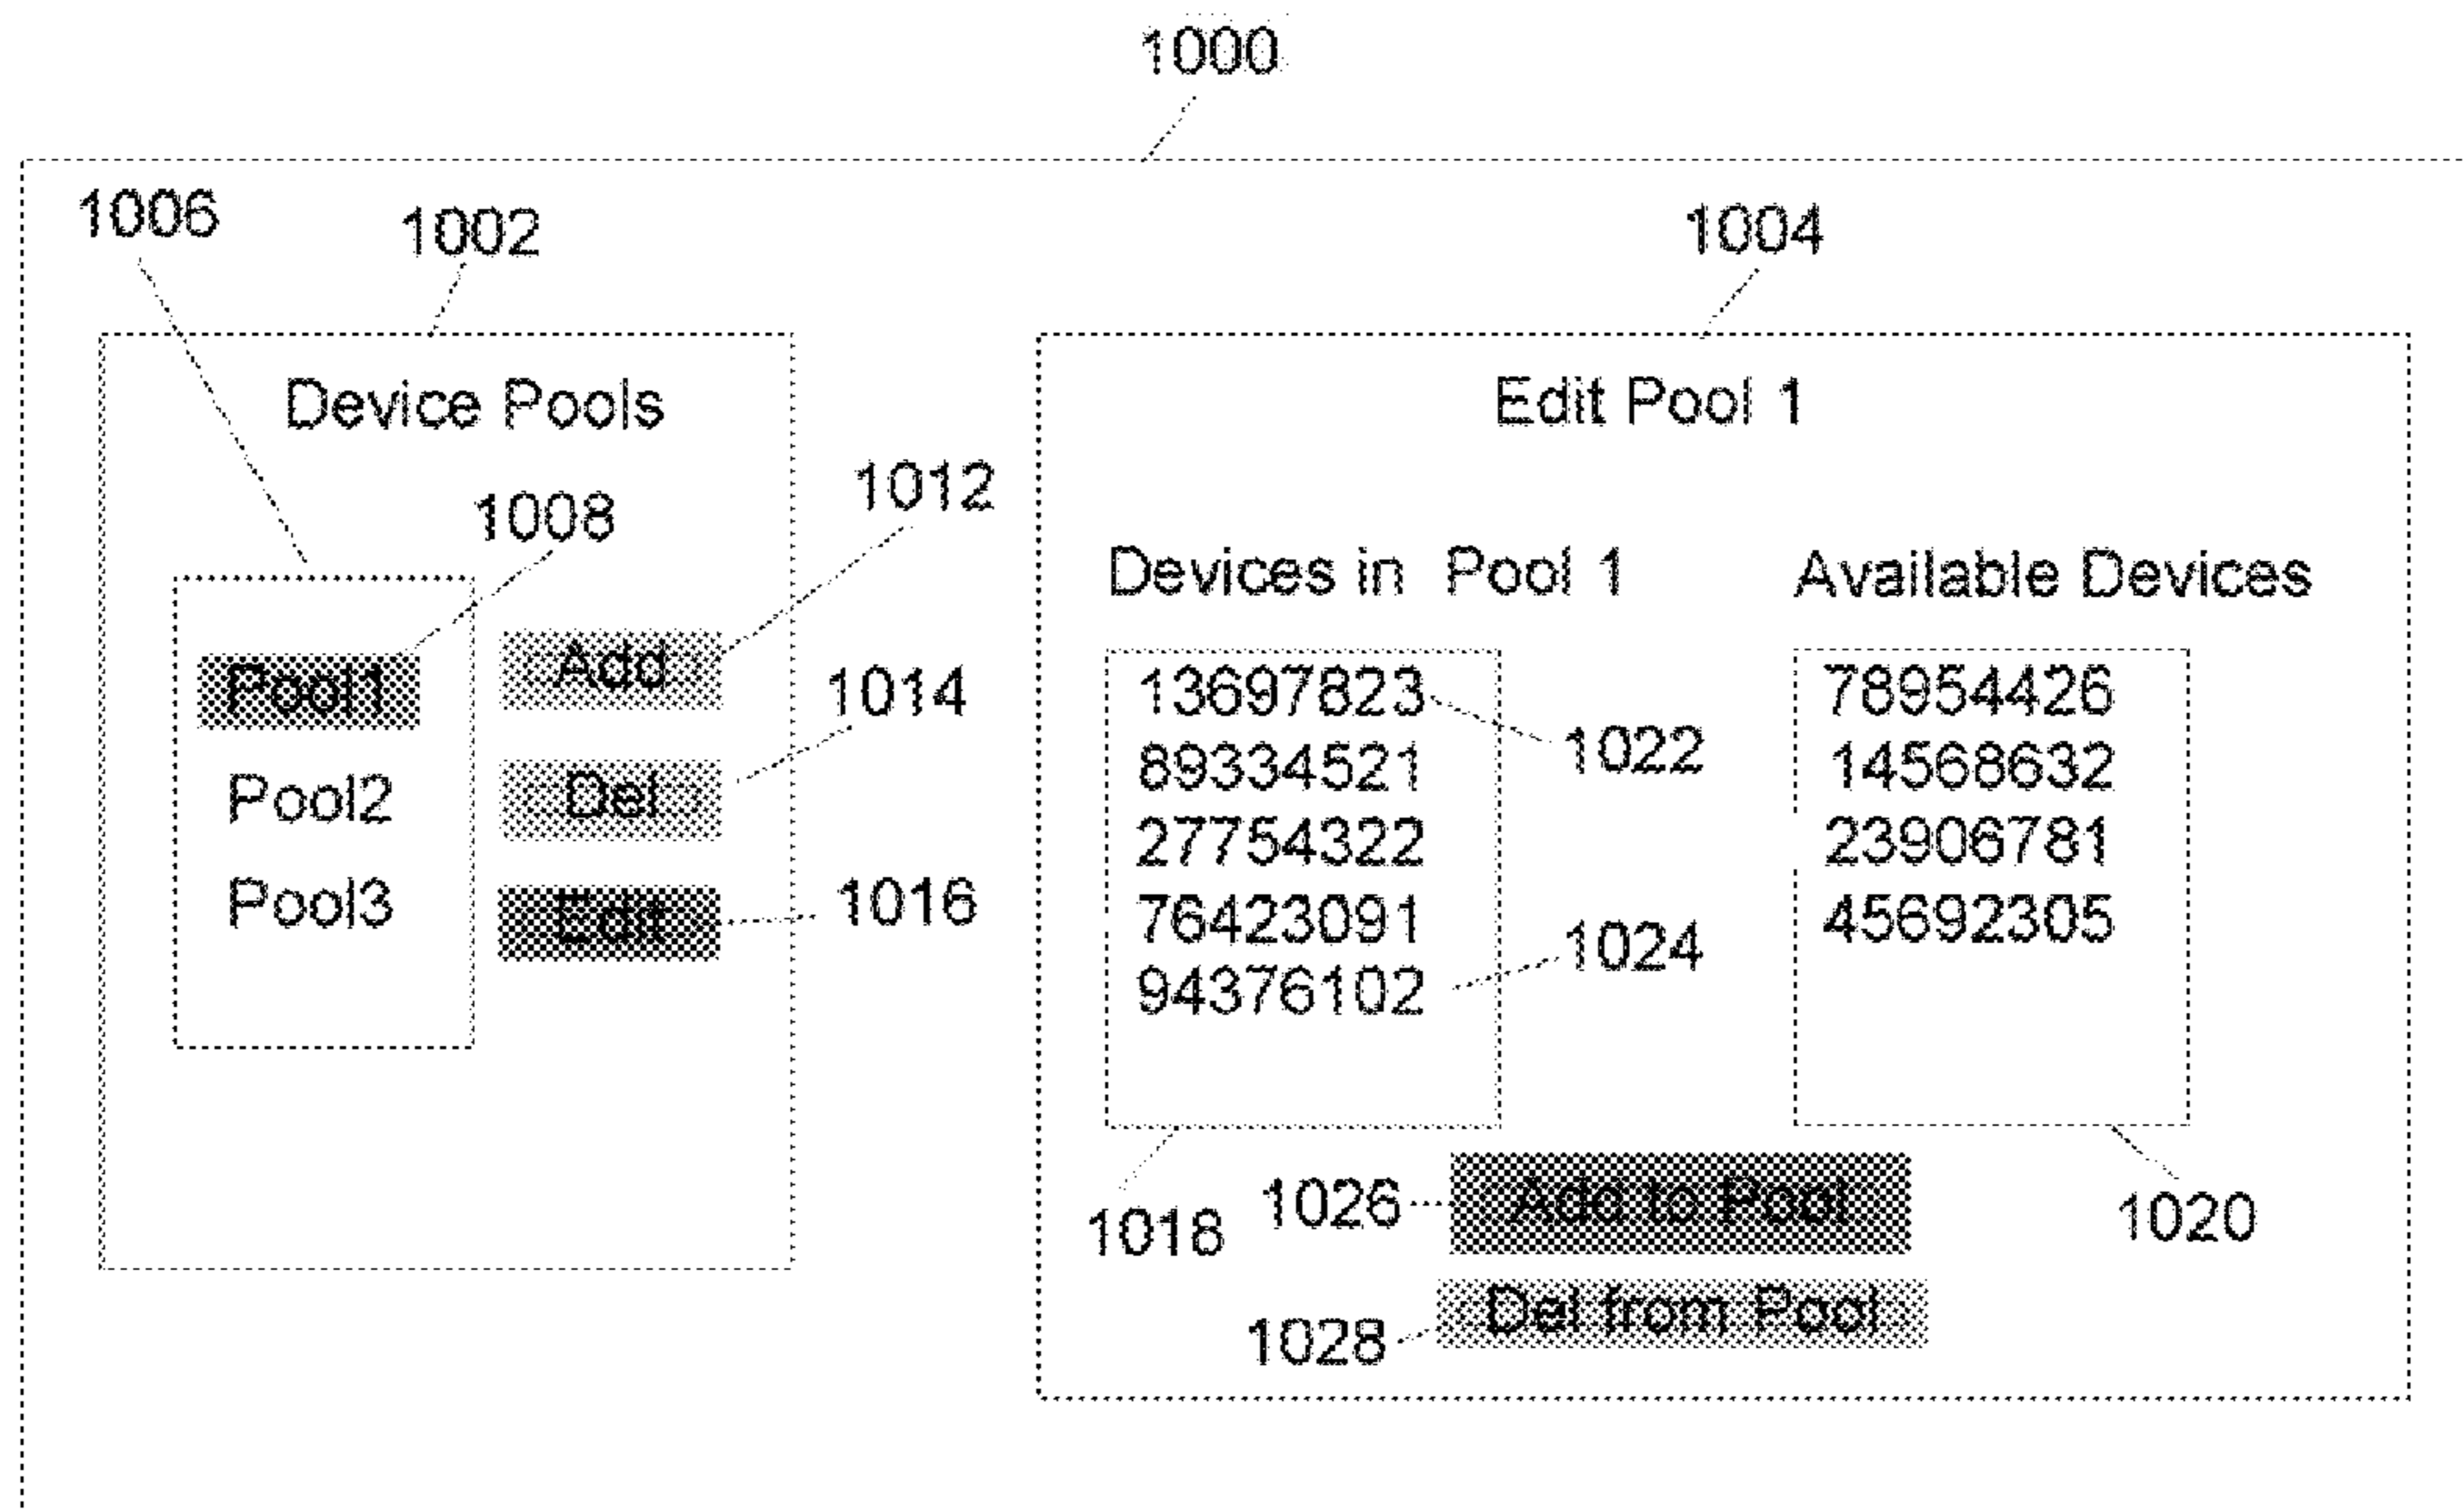 1000
1006
1002
1004
Device Pools
Edit Pool 1
1012
1008
Devices in Pool 1
Available Devices
Pool1
Add
1014
13697823
78954426
1022
89334521
14568632
Pool2
Del
27754322
23906781
Pool3
Edit
1016
76423091
45692305
1024
94376102
1018
1026
Add to Pool
1020
1028
Del from Pool